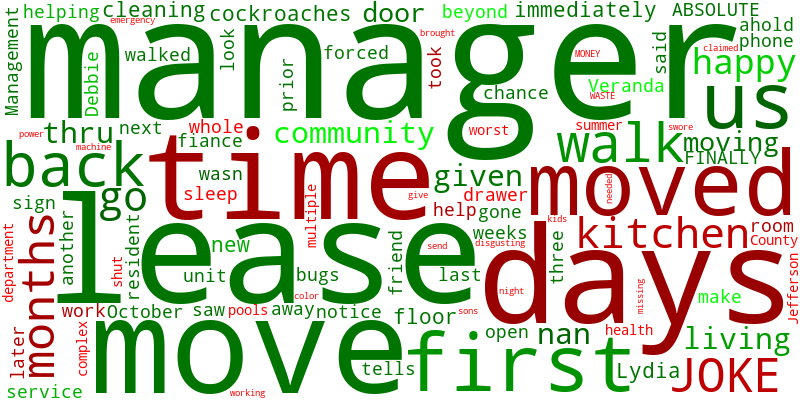 helping cleaning cockroaches door beyond immediately ABSOLUTE
emergency
Management walked look forced brought said ahold
phone
manager
Debbie prior took MONEY claimed happy
chance Veranda us
WASTE
power thru next whole community worst summer swore moving
machine fiance walk FINALLY
back time wasn given moved
sleep drawer needed
sign go multiple give help gone kitchen room
kids County
department months another lease new friend weeks disgusting three days
shut resident unit bugs send last missing Jefferson
color night make
work October saw pools away notice floor sons open nan health living
later complex move tells first Lydia JOKE
service working